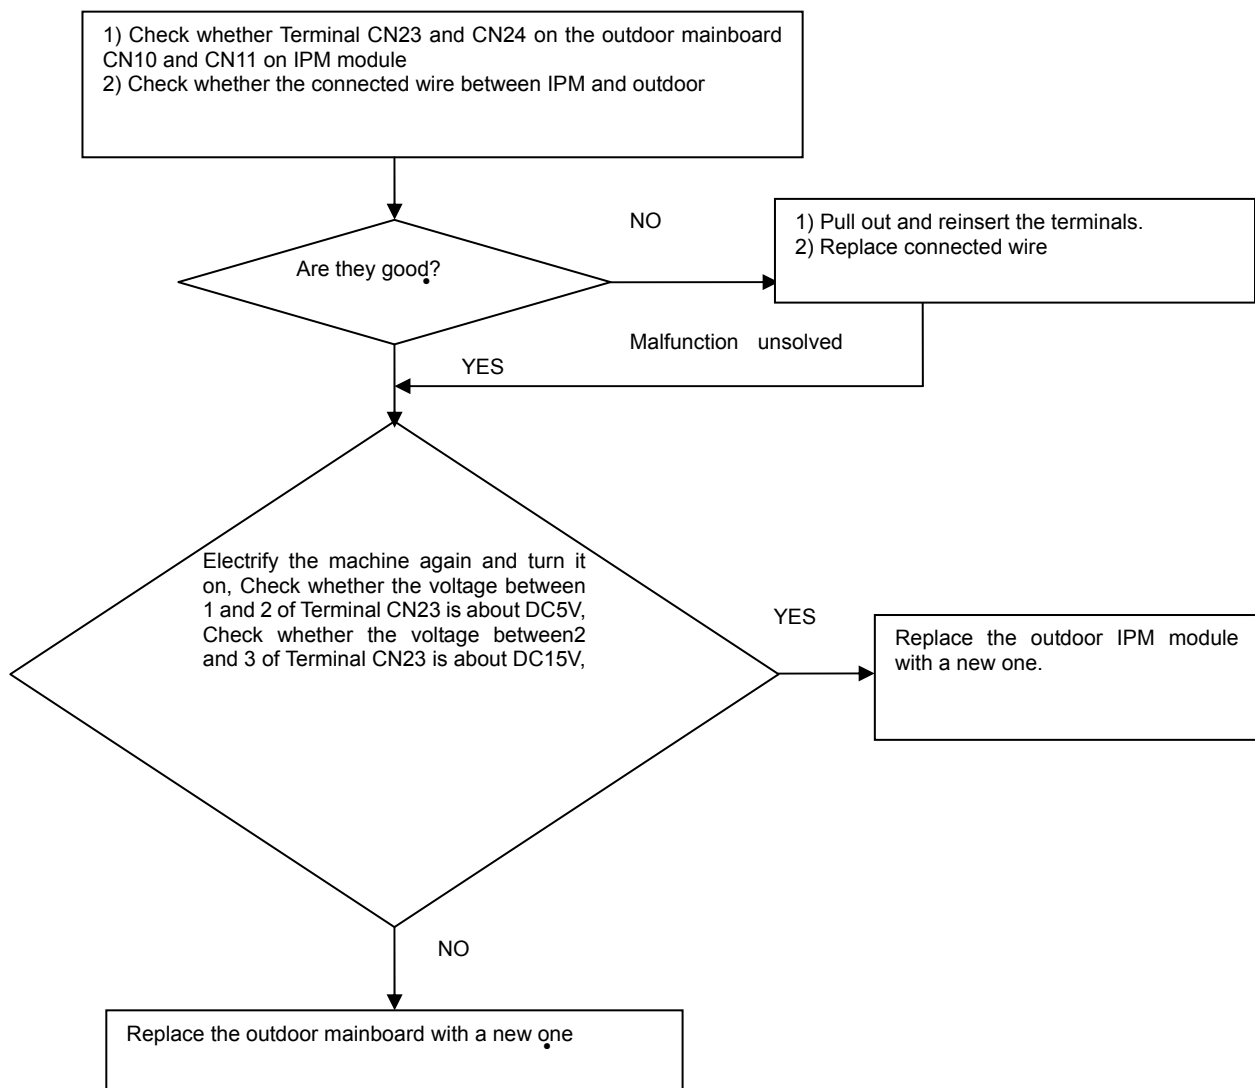 1) Check whether Terminal CN23 and CN24 on the outdoor mainboard
CN10 and CN11 on IPM module
2) Check whether the connected wire between IPM and outdoor
NO
1) Pull out and reinsert the terminals.
2) Replace connected wire
Are they good?
Malfunction unsolved
YES
Electrify the machine again and turn it
on, Check whether the voltage between
1 and 2 of Terminal CN23 is about DC5V,
Check whether the voltage between2
and 3 of Terminal CN23 is about DC15V,
YES
Replace the outdoor IPM module
with a new one.
NO
Replace the outdoor mainboard with a new one